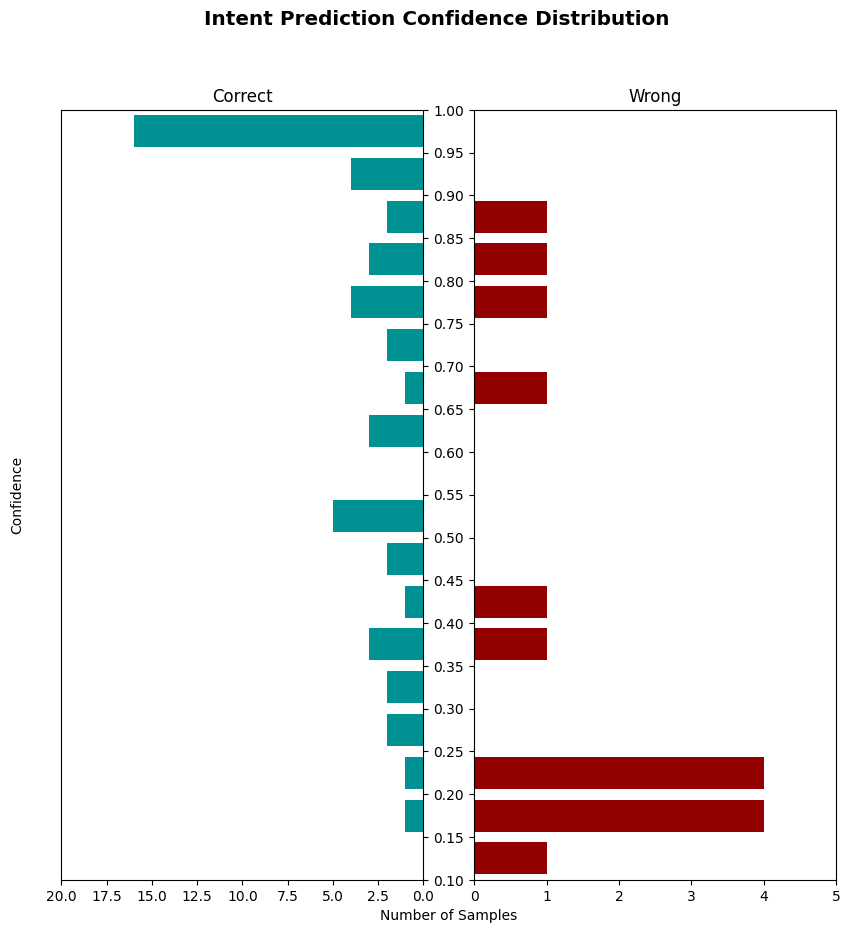 Intent Prediction Confidence Distribution
Correct
Wrong
1.00
0.95
0.90
0.85
0.80
0.75
0.70
0.65
0.60
0.55
0.50
0.45
0.40
0.35
0.30
0.25
0.20
0.15
0.10
Confidence
20.0 17.5 15.0 12.5 10.0 7.5 5.0 2.5 0.0
0 1 2 3 4 5
Number of Samples